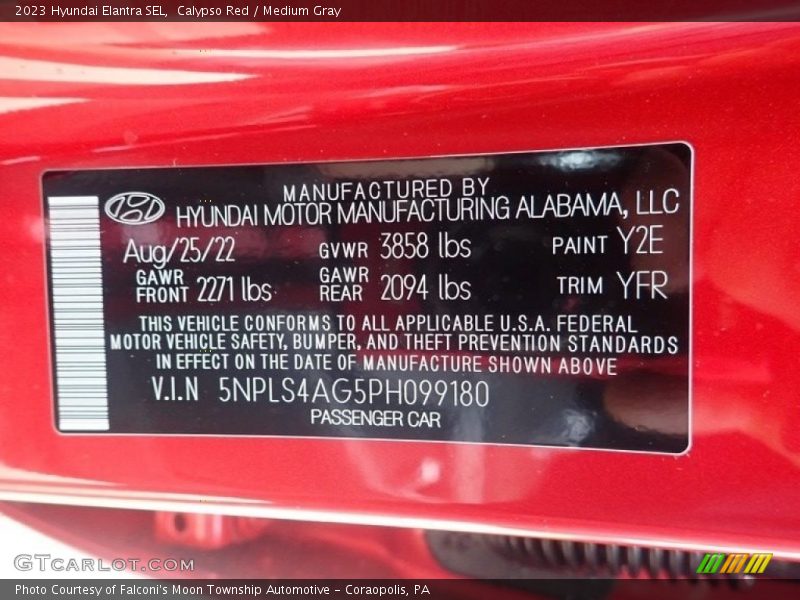 2023 Hyundai Elantra SEL, Calypso Red / Medium Gray
MANUFACTURED BY
HYUNDAI MOTOR MANUFACTURING ALABAMA, LLC
Aug/25/22 GVWR 3858 lbs PAINT Y2E
GAWR FRONT 2271 lbs GAWR REAR 2094 lbs TRIM YFR
THIS VEHICLE CONFORMS TO ALL APPLICABLE U.S.A. FEDERAL
MOTOR VEHICLE SAFETY, BUMPER, AND THEFT PREVENTION STANDARDS
IN EFFECT ON THE DATE OF MANUFACTURE SHOWN ABOVE
V.I.N 5NPLS4AG5PH099180
PASSENGER CAR
GTCARLOT.COM
Photo Courtesy of Falconi's Moon Township Automotive - Coraopolis, PA